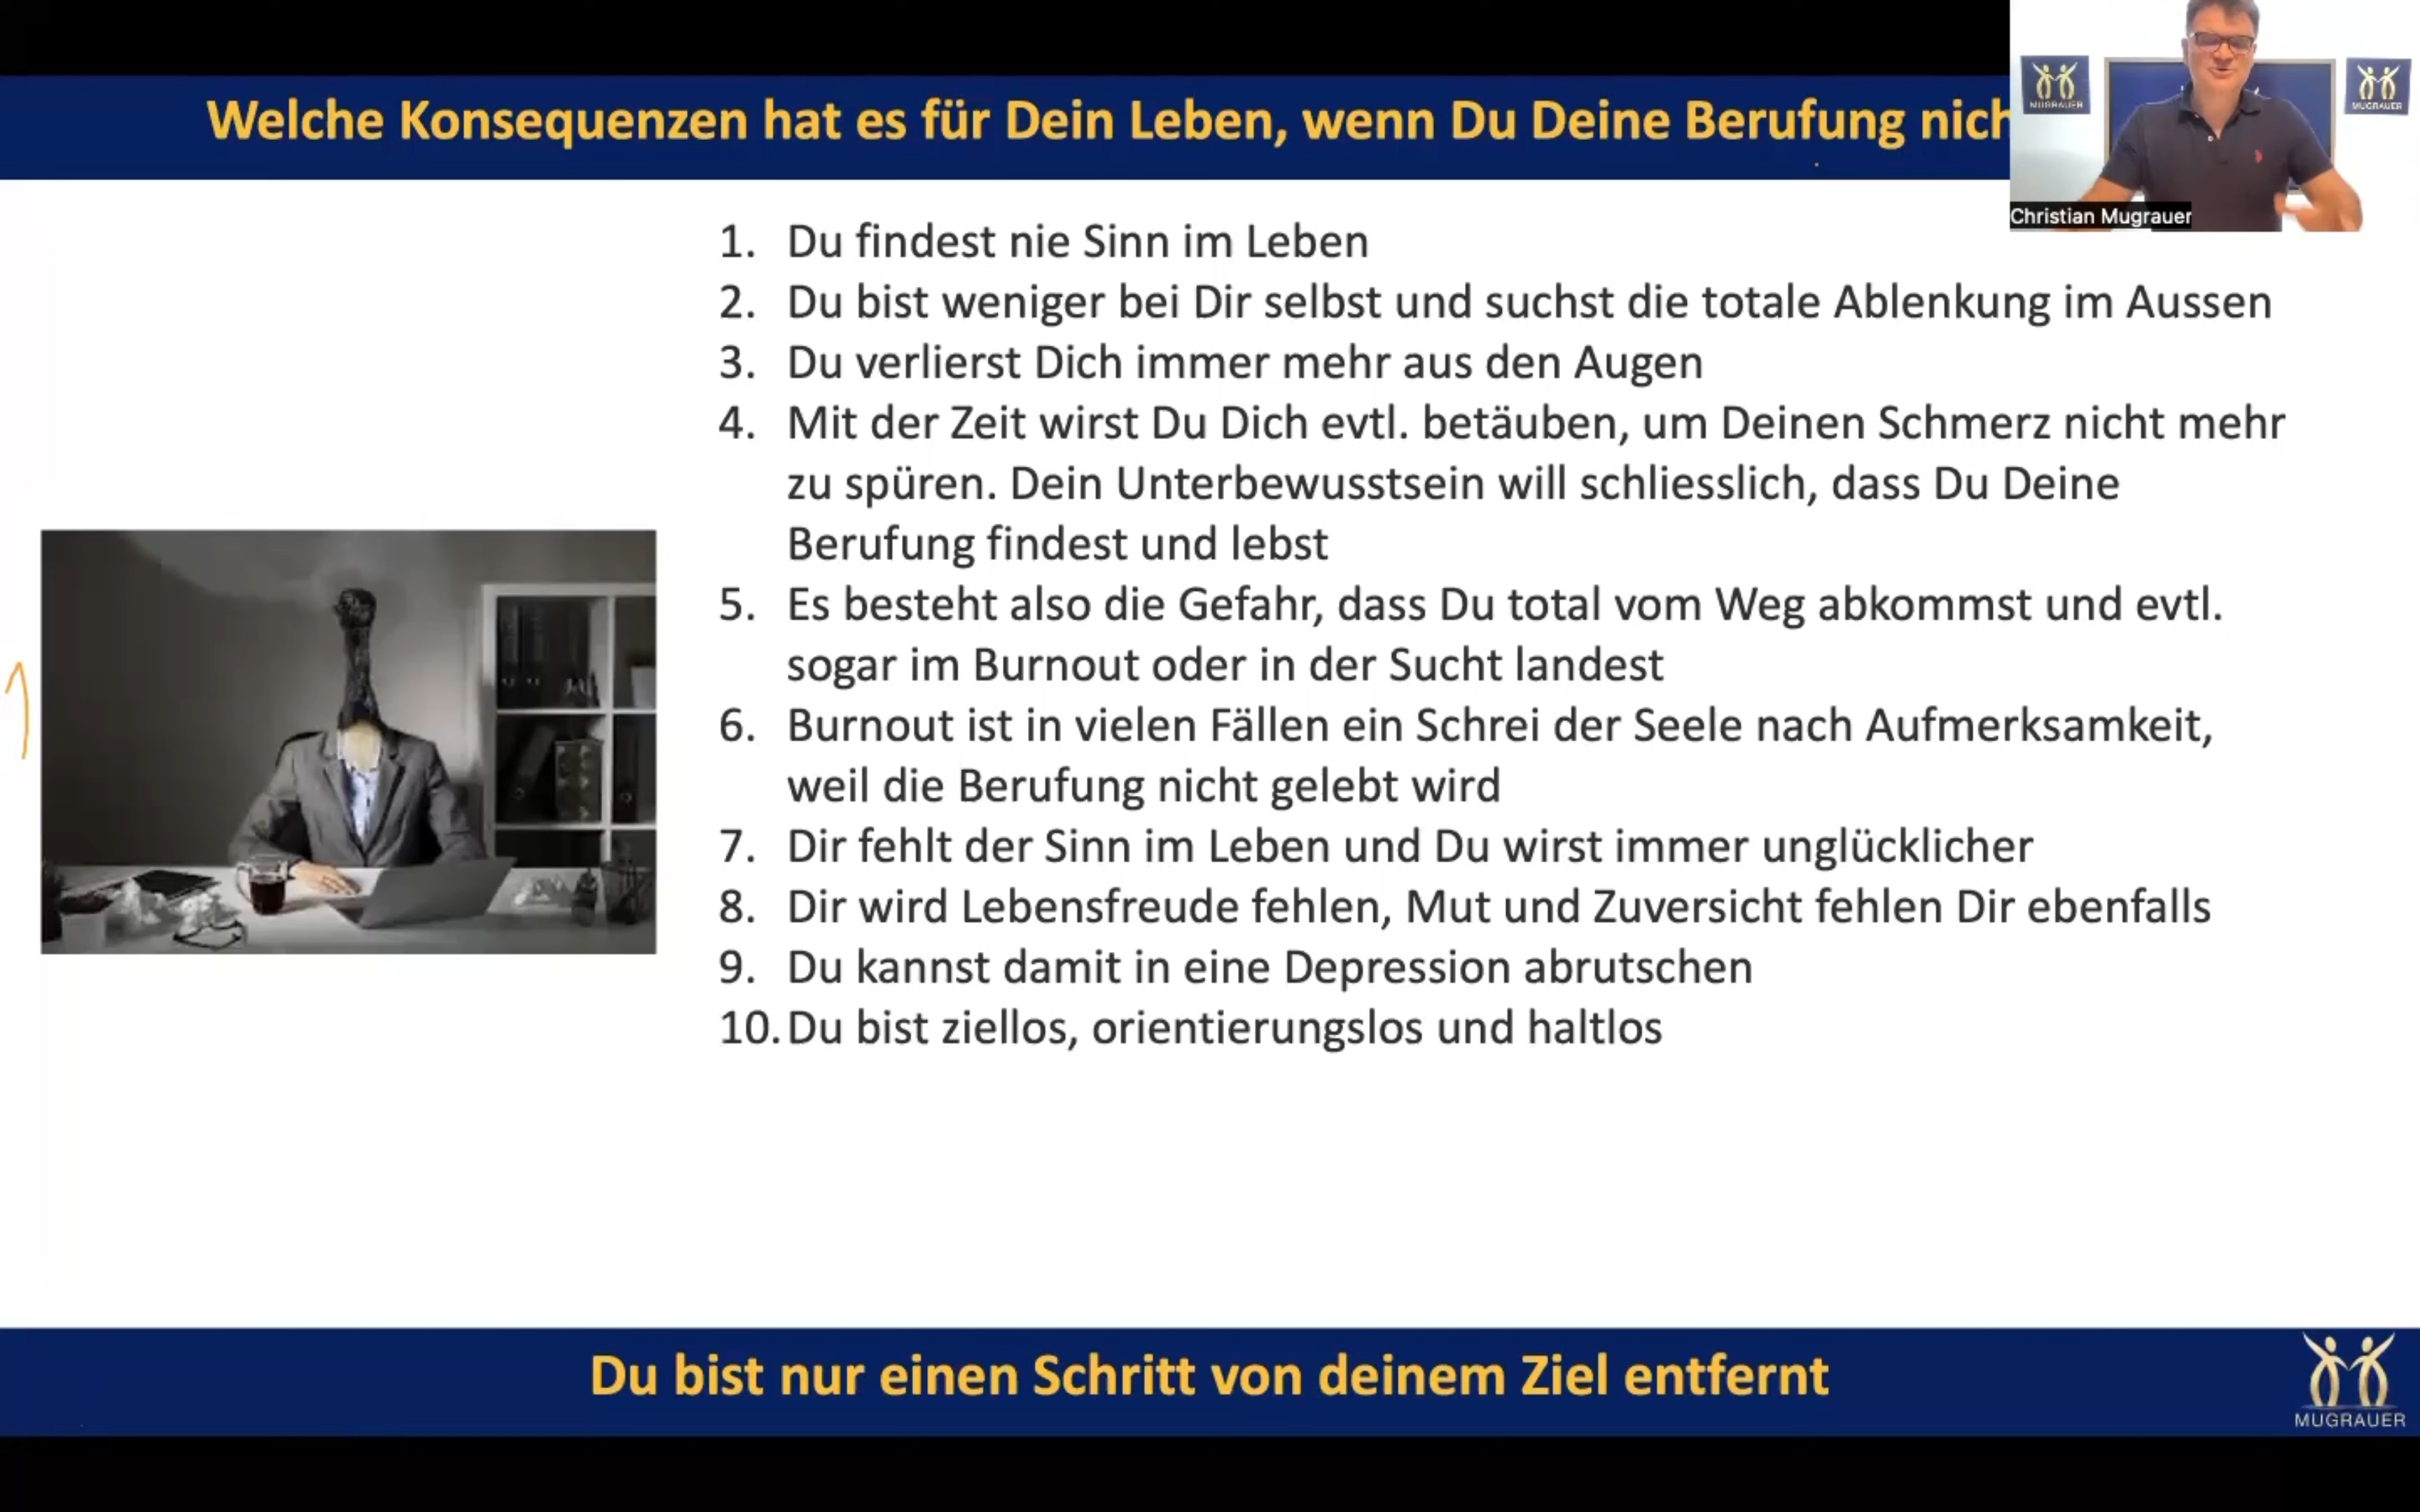 Welche Konsequenzen hat es für Dein Leben, wenn Du Deine Berufung nich
MUGRAUER
MUGRAUER
Christian Mugrauer
1. Du findest nie Sinn im Leben
2. Du bist weniger bei Dir selbst und suchst die totale Ablenkung im Aussen
3. Du verlierst Dich immer mehr aus den Augen
4. Mit der Zeit wirst Du Dich evtl. betäuben, um Deinen Schmerz nicht mehr
zu spüren. Dein Unterbewusstsein will schliesslich, dass Du Deine
Berufung findest und lebst
5. Es besteht also die Gefahr, dass Du total vom Weg abkommst und evtl.
sogar im Burnout oder in der Sucht landest
6. Burnout ist in vielen Fällen ein Schrei der Seele nach Aufmerksamkeit,
weil die Berufung nicht gelebt wird
7. Dir fehlt der Sinn im Leben und Du wirst immer unglücklicher
8. Dir wird Lebensfreude fehlen, Mut und Zuversicht fehlen Dir ebenfalls
9. Du kannst damit in eine Depression abrutschen
10. Du bist ziellos, orientierungslos und haltlos
Du bist nur einen Schritt von deinem Ziel entfernt
MUGRAUER